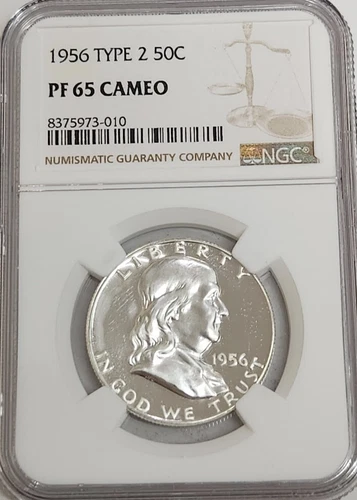 1956 TYPE 2 50C
PF 65 CAMEO
8375973-010
NUMISMATIC GUARANTY COMPANY
NGC®
LIBERTY
1956
IN GOD WE TRUST